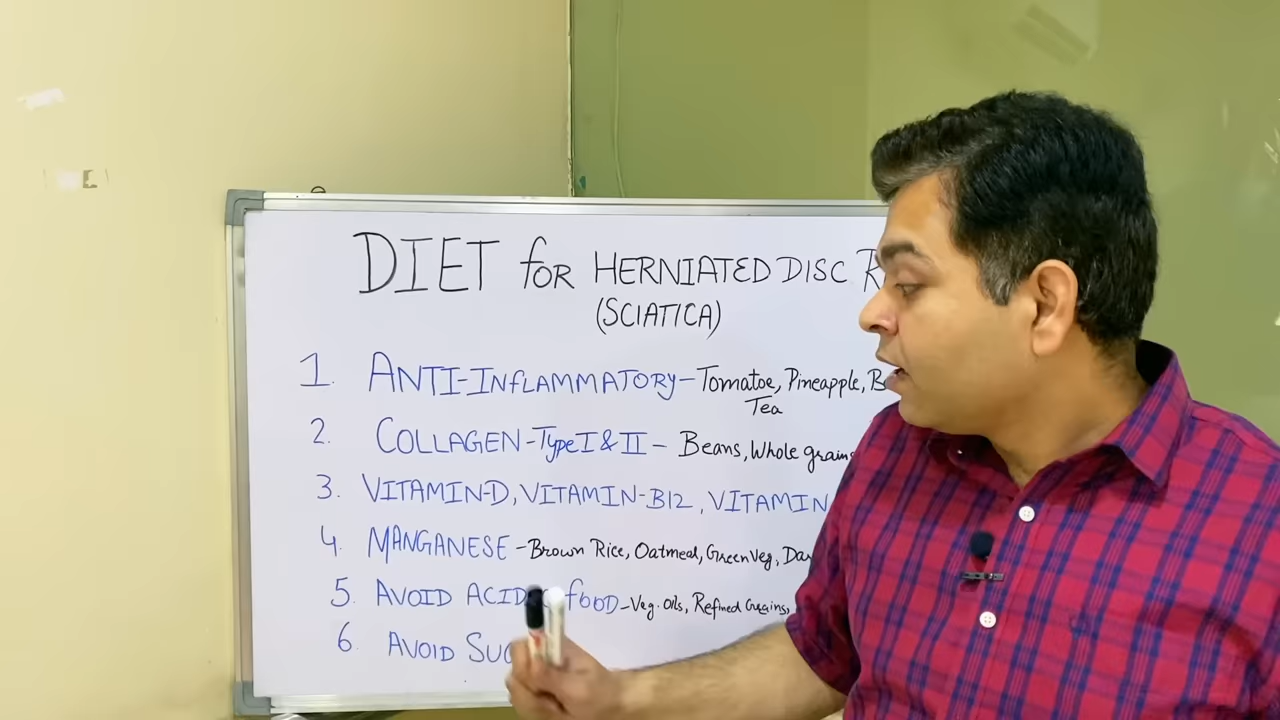 DIET for HERNIATED DISC R
(SCIATICA)
1. ANTI-INFLAMMATORY - Tomatoe, Pineapple, B
Tea
2. COLLAGEN - Type I & II - Beans, Whole grains
3. VITAMIN-D, VITAMIN-B12, VITAMIN
4. MANGANESE - Brown Rice, Oatmeal, Green Veg, Da
5. AVOID ACID food - Veg. Oils, Refined Grains,
6. AVOID SU